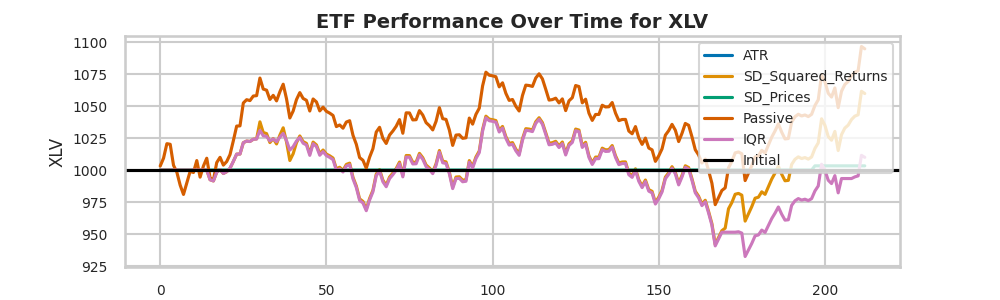 ETF Performance Over Time for XLV
1100
1075
1050
1025
1000
975
950
925
XLV
0
50
100
150
200
ATR
SD_Squared_Returns
SD_Prices
Passive
IQR
Initial